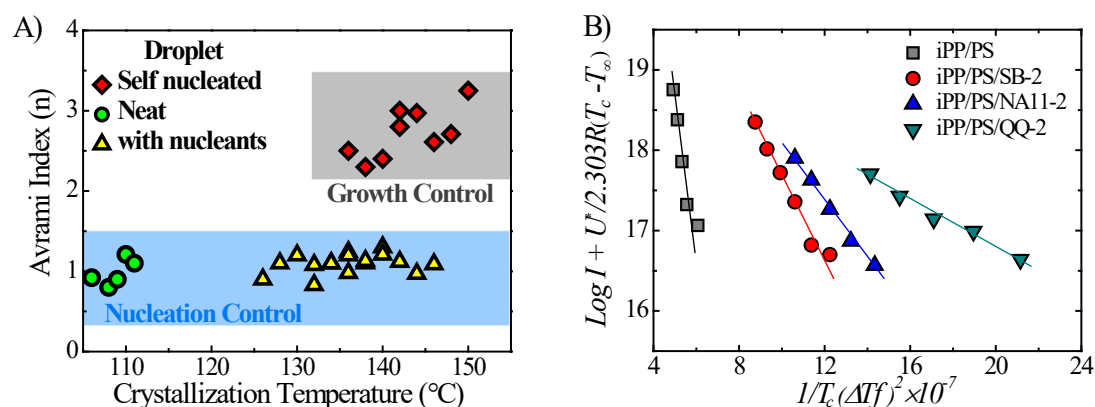 A)
Avrami Index (n)
4
3
2
1
0
Droplet
Self nucleated
Neat
with nucleants
Growth Control
Nucleation Control
110 120 130 140 150
Crystallization Temperature (°C)
B)
Log I + U*/2.303R(Tc -T∞)
19
18
17
16
iPP/PS
iPP/PS/SB-2
iPP/PS/NA11-2
iPP/PS/QQ-2
4 8 12 16 20 24
1/Tc(ΔTf)²×10⁻⁷